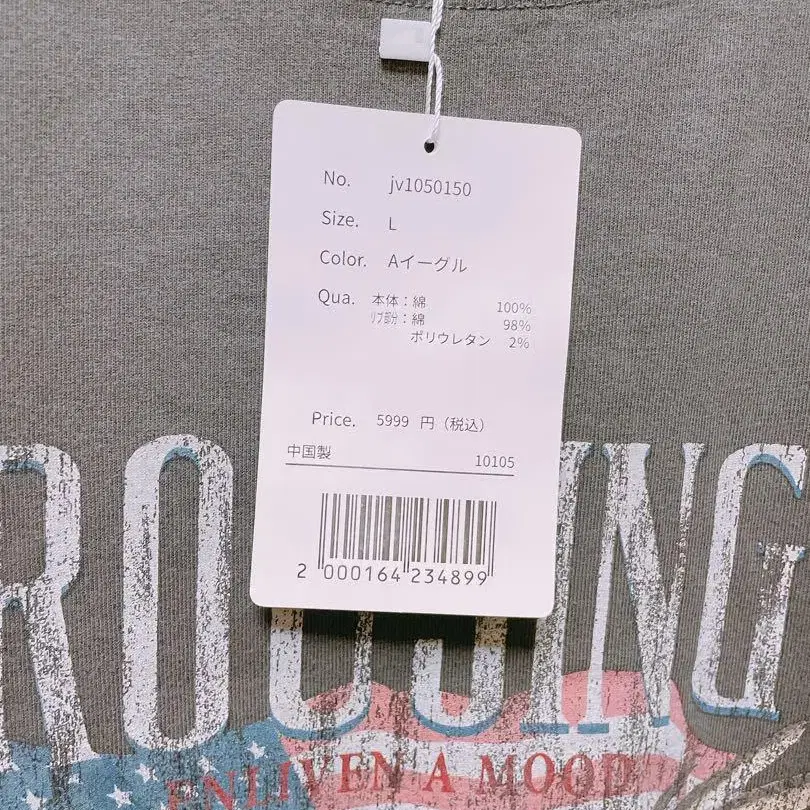 No. jv1050150
Size. L
Color. Aイーグル
Qua. 本体：綿 100%
ﾘﾌﾞ部分：綿 98%
ポリウレタン 2%
Price. 5999 円（税込）
中国製 10105
2 000164 234899
ROUSING
ENLIVEN A MOOD